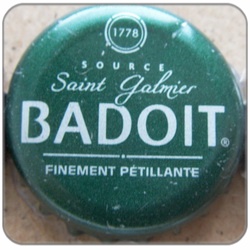 1778
SOURCE
Saint Galmier
BADOIT®
FINEMENT PÉTILLANTE